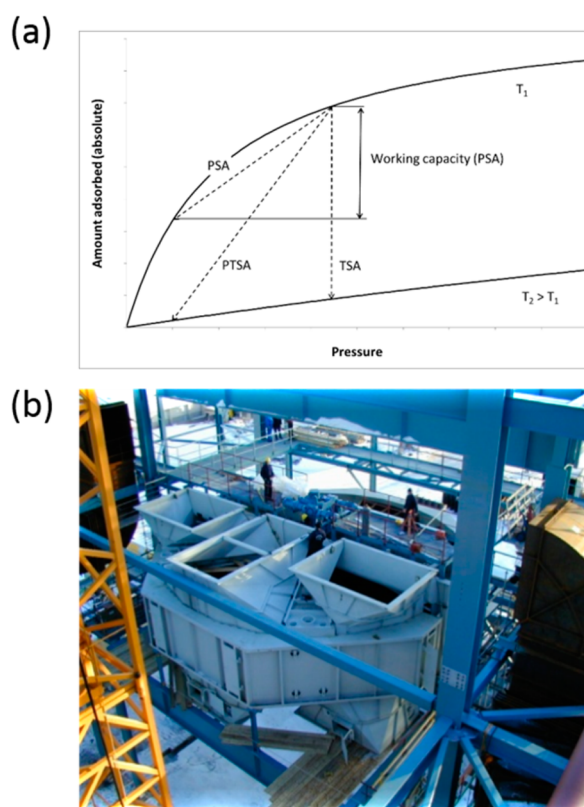 (a)
Amount adsorbed (absolute)
T₁
PSA
Working capacity (PSA)
PTSA
TSA
T₂ > T₁
Pressure
(b)